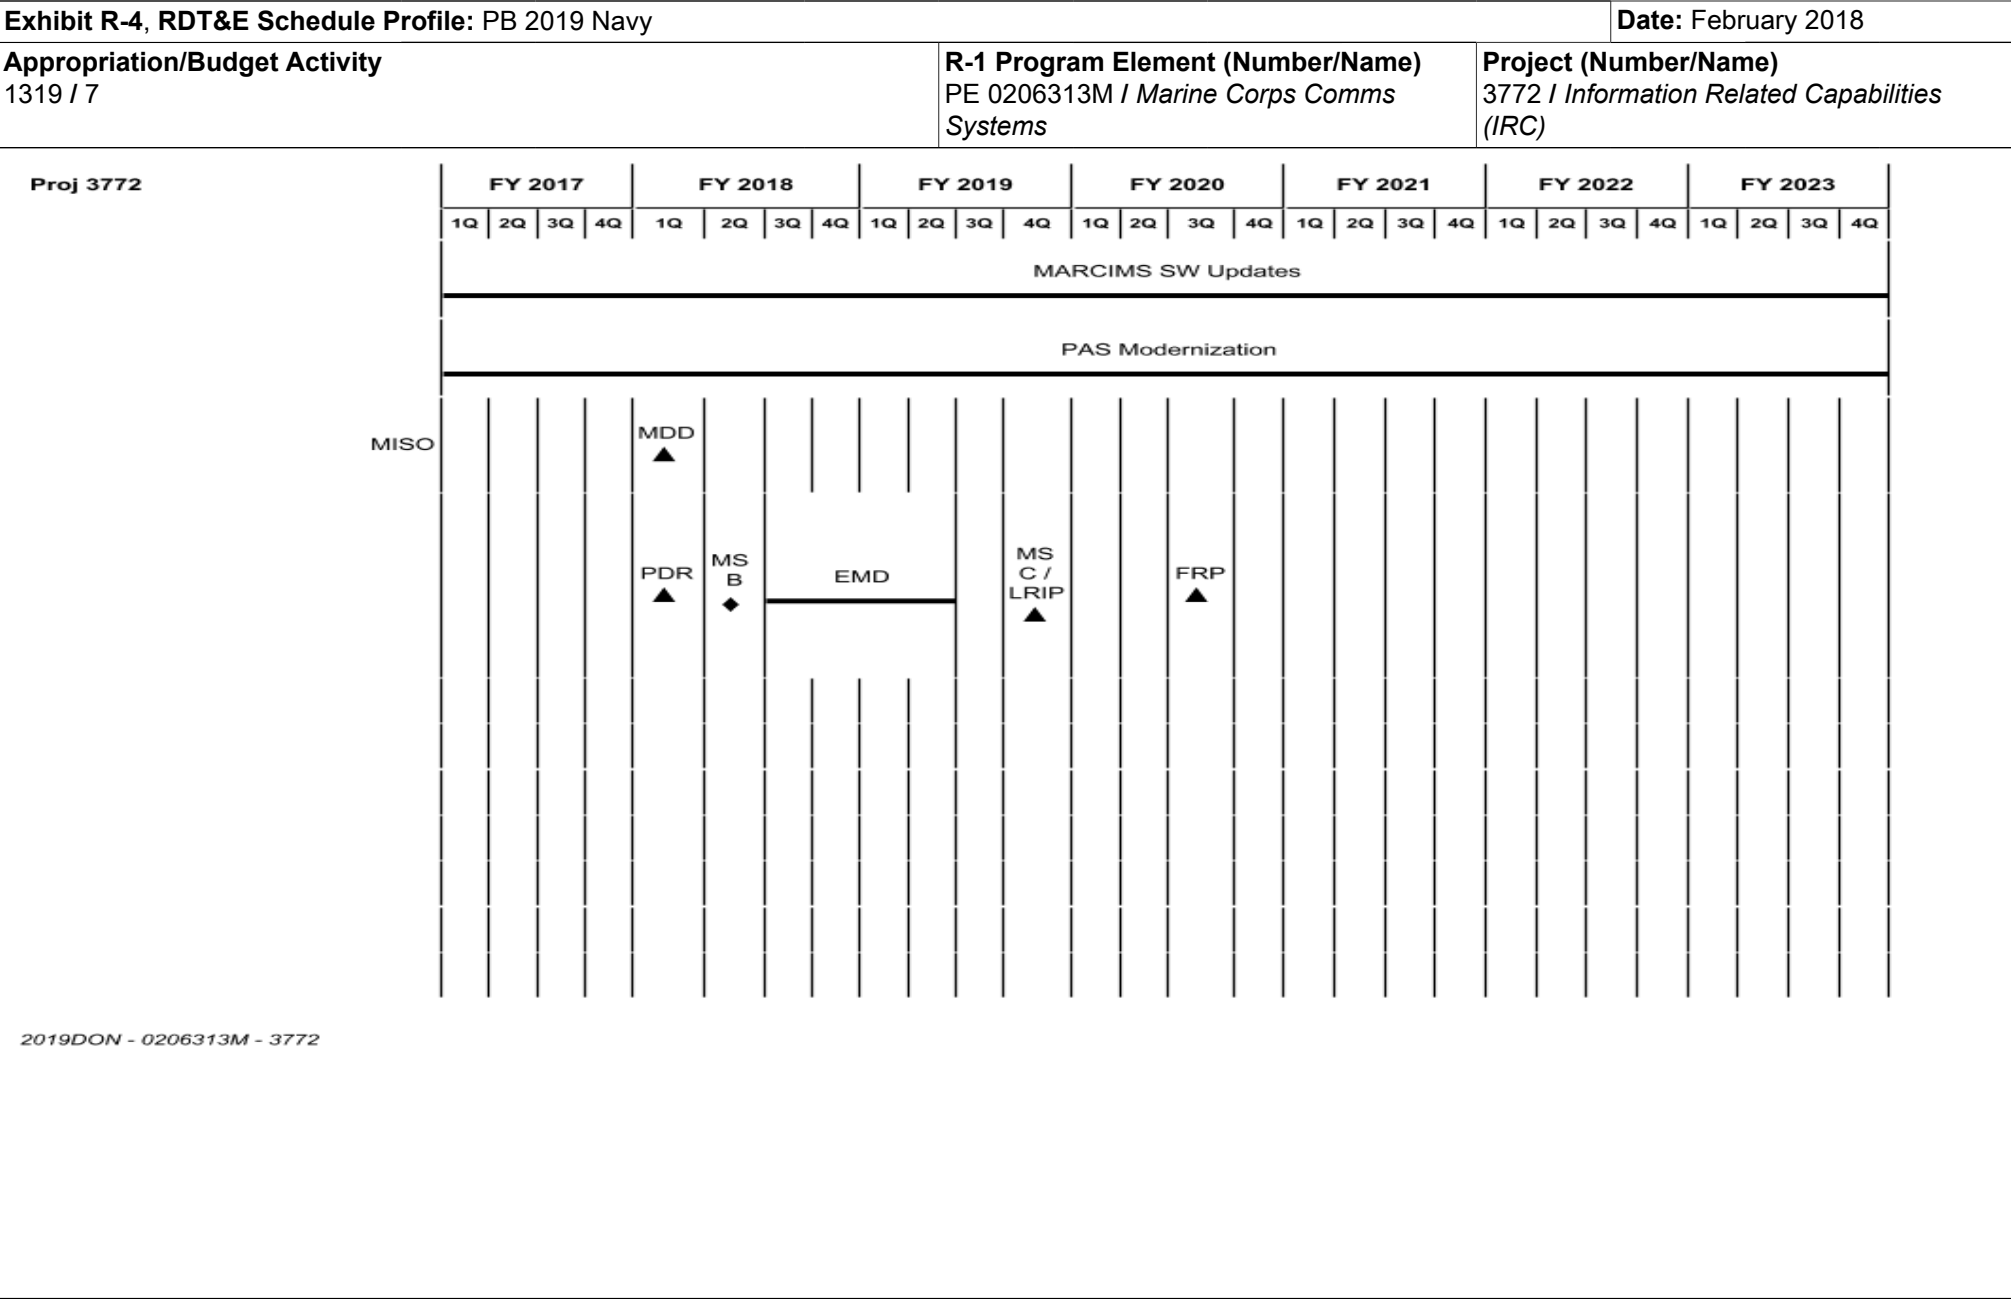 Exhibit R-4, RDT&E Schedule Profile: PB 2019 Navy
Date: February 2018
Appropriation/Budget Activity
1319 / 7
R-1 Program Element (Number/Name)
PE 0206313M / Marine Corps Comms
Systems
Project (Number/Name)
3772 / Information Related Capabilities
(IRC)
Proj 3772
FY 2017 FY 2018 FY 2019 FY 2020 FY 2021 FY 2022 FY 2023
1Q 2Q 3Q 4Q 1Q 2Q 3Q 4Q 1Q 2Q 3Q 4Q 1Q 2Q 3Q 4Q 1Q 2Q 3Q 4Q 1Q 2Q 3Q 4Q 1Q 2Q 3Q 4Q
MARCIMS SW Updates
PAS Modernization
MISO
MDD
PDR
MS
B
EMD
MS
C /
LRIP
FRP
2019DON - 0206313M - 3772